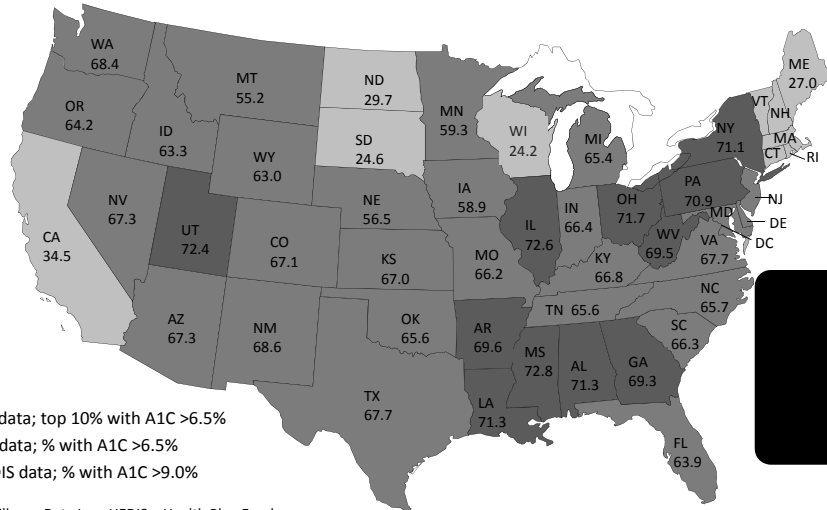 WA
68.4
MT
55.2
ND
29.7
MN
59.3
ME
27.0
OR
64.2
ID
63.3
SD
24.6
WI
24.2
MI
65.4
VT
NH
NY
71.1
MA
CT
RI
WY
63.0
IA
58.9
NE
56.5
PA
70.9
NJ
NV
67.3
UT
72.4
CO
67.1
IL
72.6
IN
66.4
OH
71.7
WV
69.5
MD
DE
DC
VA
67.7
CA
34.5
KS
67.0
MO
66.2
KY
66.8
NC
65.7
TN 65.6
AZ
67.3
NM
68.6
OK
65.6
AR
69.6
SC
66.3
MS
72.8
AL
71.3
GA
69.3
TX
67.7
LA
71.3
FL
63.9
data; top 10% with A1C >6.5%
data; % with A1C >6.5%
DIS data; % with A1C >9.0%